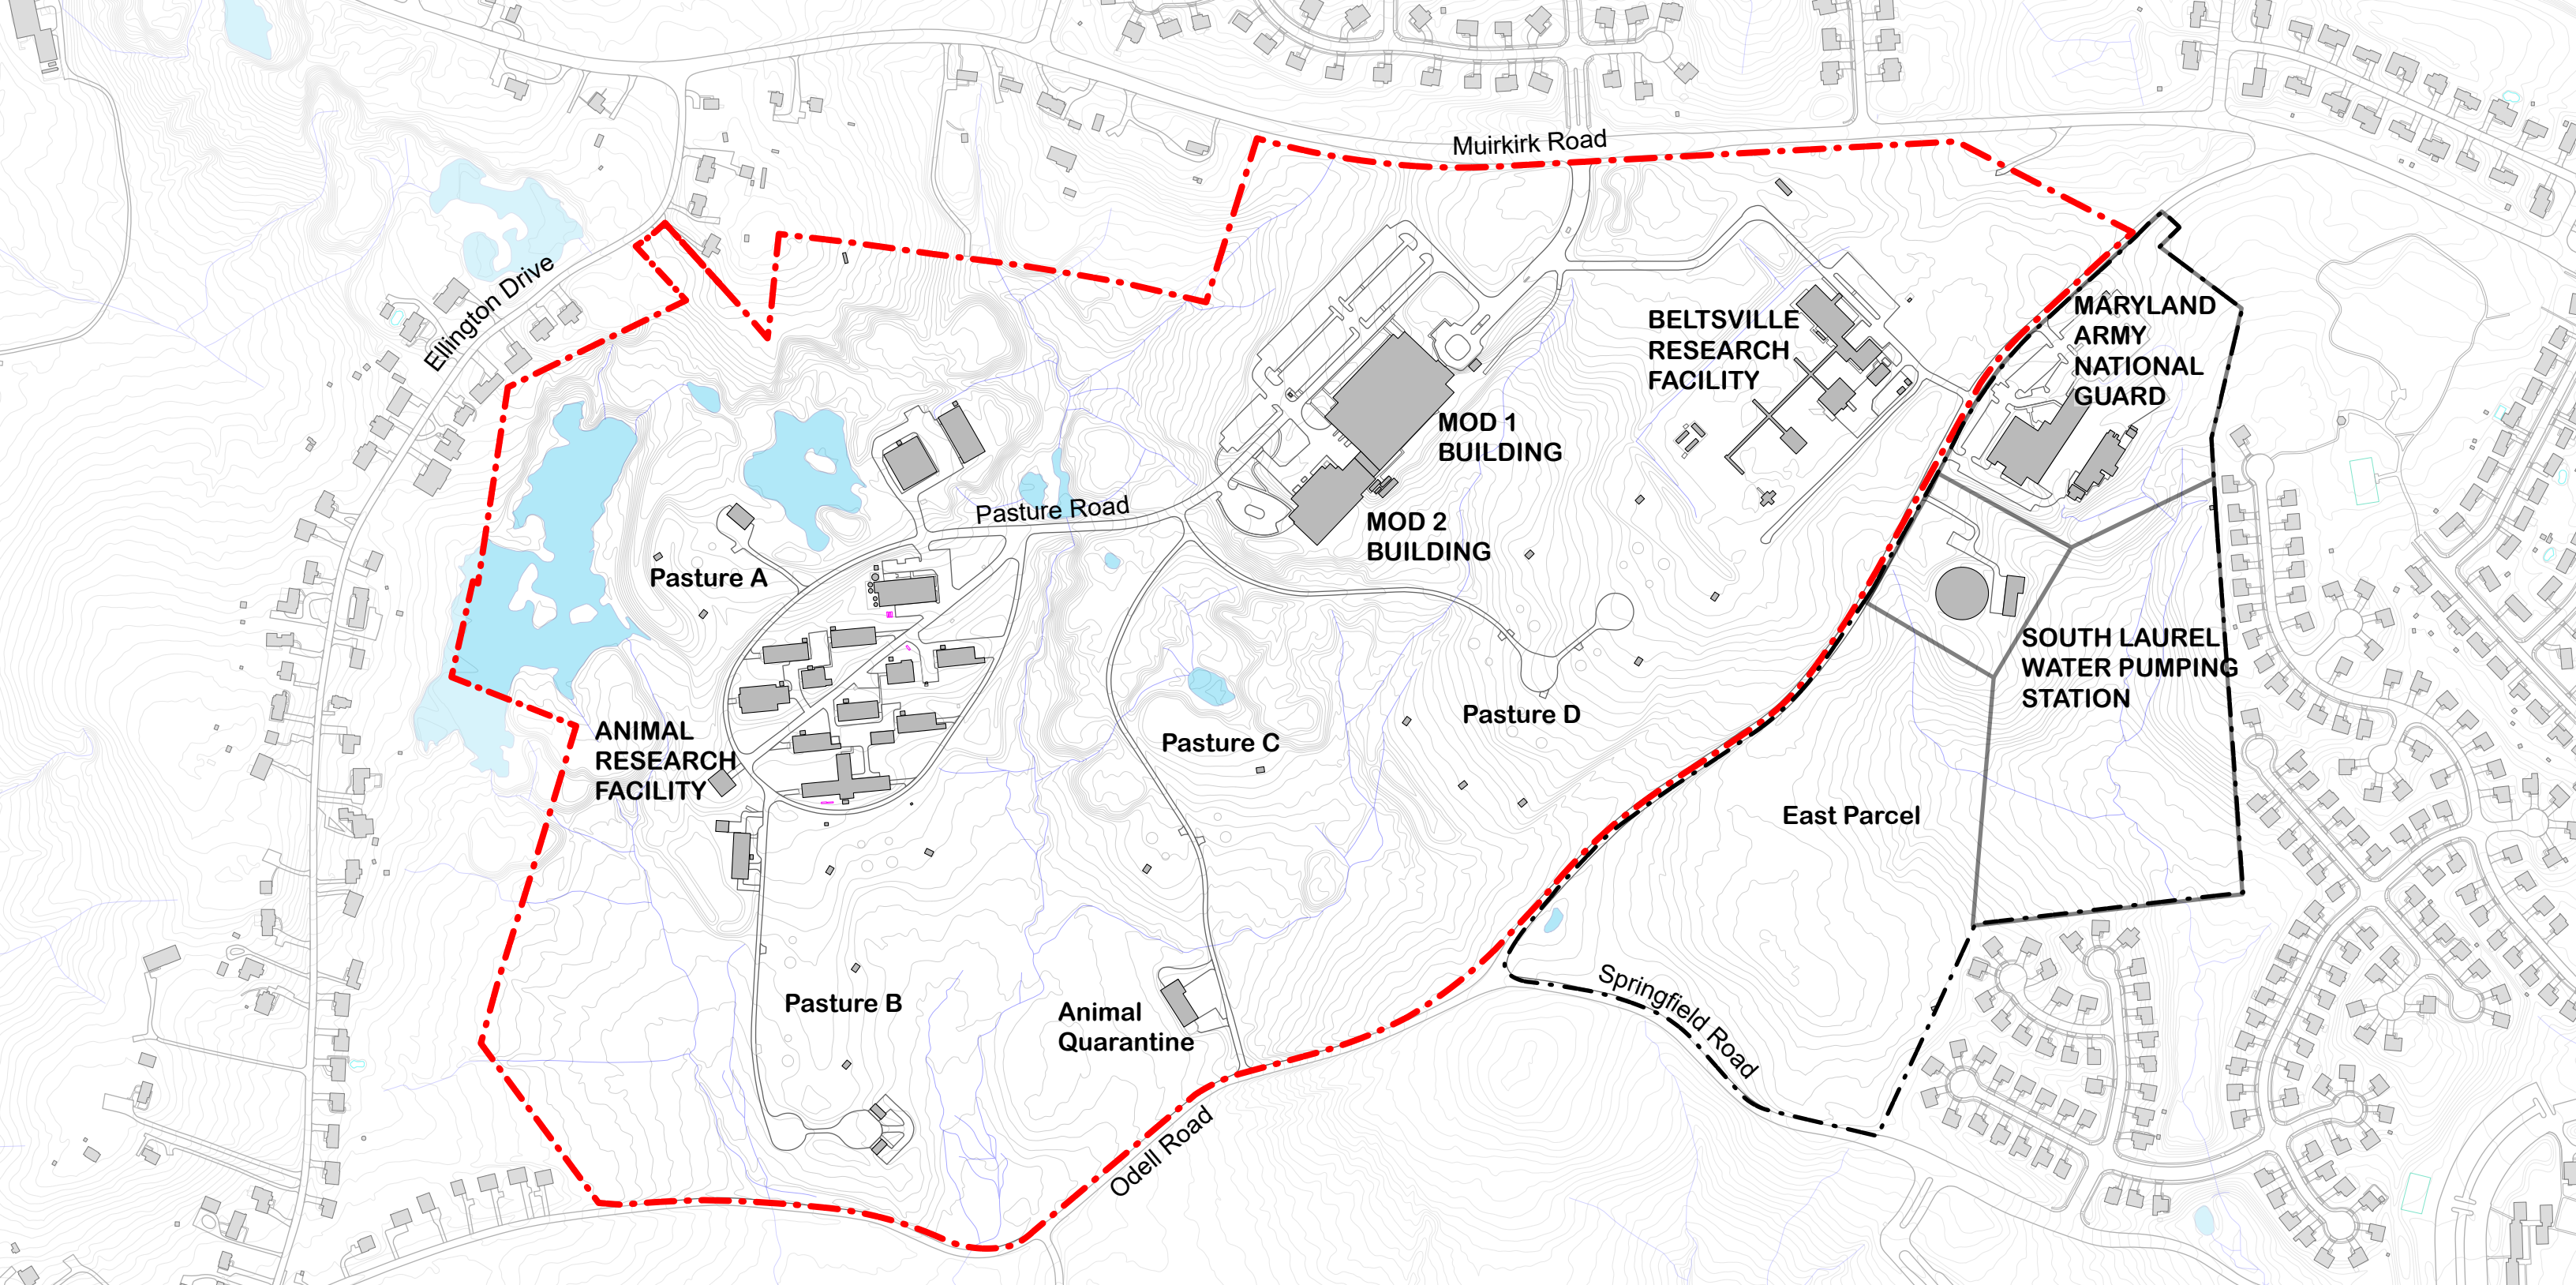 Muirkirk Road
Ellington Drive
MARYLAND
ARMY
NATIONAL
GUARD
BELTSVILLE
RESEARCH
FACILITY
MOD 1
BUILDING
Pasture Road
MOD 2
BUILDING
Pasture A
SOUTH LAUREL
WATER PUMPING
STATION
Pasture D
ANIMAL
RESEARCH
FACILITY
Pasture C
East Parcel
Pasture B
Animal
Quarantine
Springfield Road
Odell Road